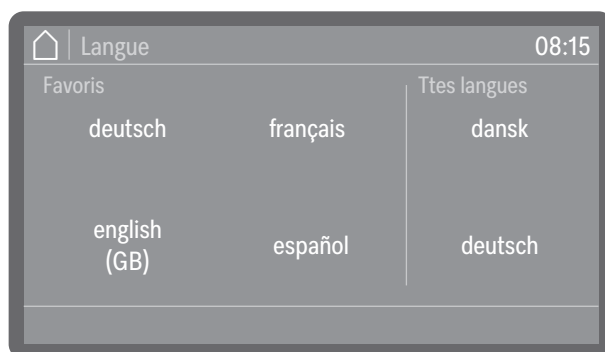 Langue 08:15
Favoris Ttes langues
deutsch français dansk
english
(GB) español deutsch